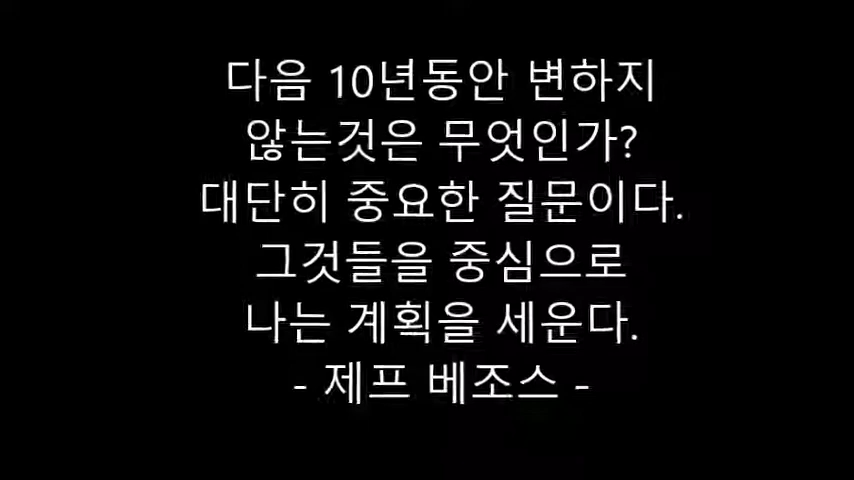 다음 10년동안 변하지
않는것은 무엇인가?
대단히 중요한 질문이다.
그것들을 중심으로
나는 계획을 세운다.
- 제프 베조스 -